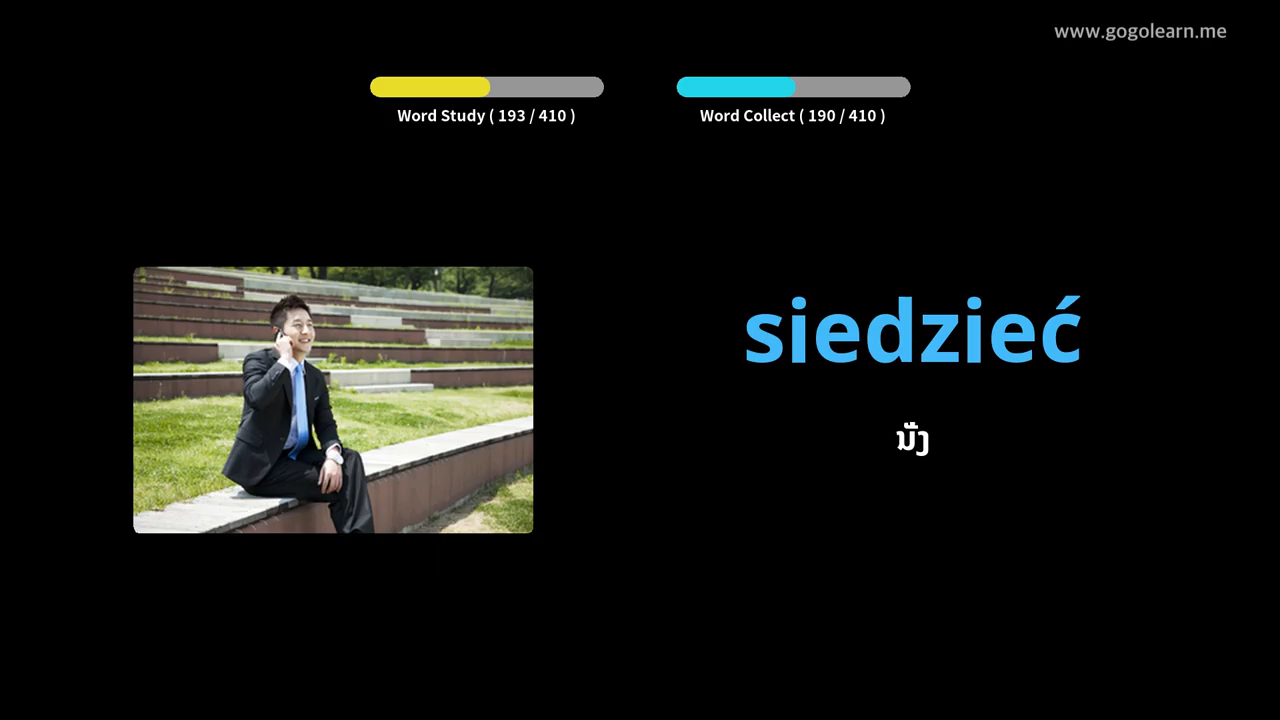 www.gogolearn.me
Word Study ( 193 / 410 )
Word Collect ( 190 / 410 )
siedzieć
ນັ່ງ